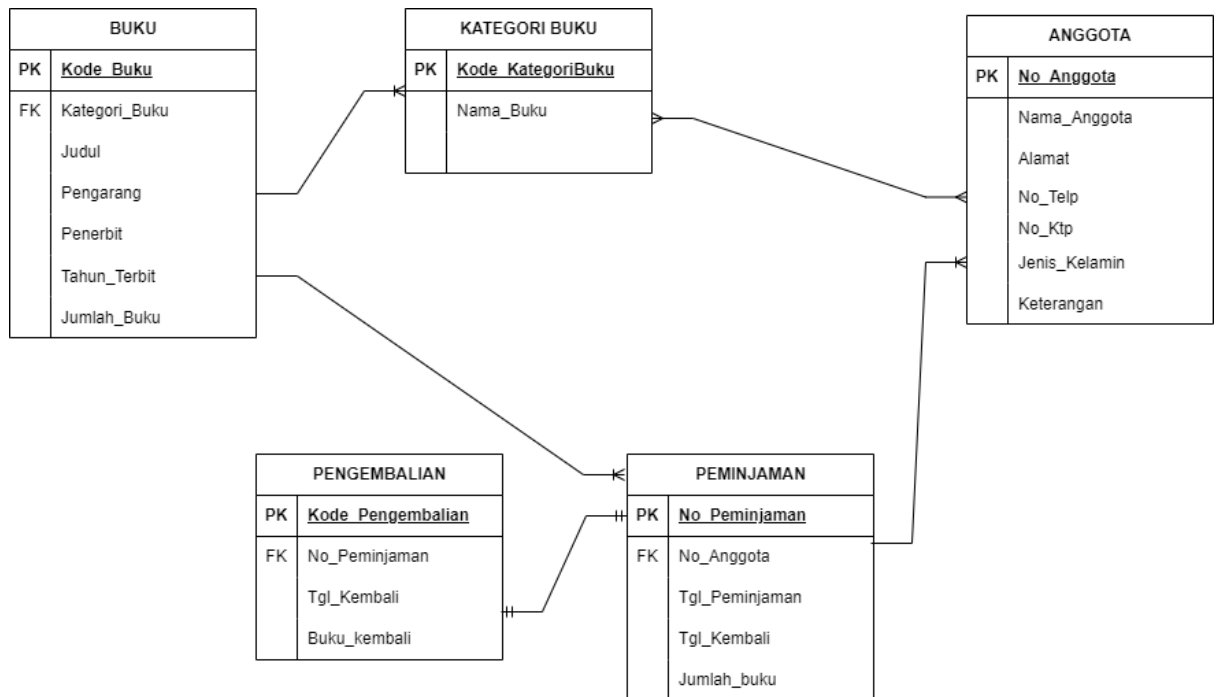 BUKU
PK Kode_Buku
FK Kategori_Buku
Judul
Pengarang
Penerbit
Tahun_Terbit
Jumlah_Buku
KATEGORI BUKU
PK Kode_KategoriBuku
Nama_Buku
ANGGOTA
PK No_Anggota
Nama_Anggota
Alamat
No_Telp
No_Ktp
Jenis_Kelamin
Keterangan
PENGEMBALIAN
PK Kode_Pengembalian
FK No_Peminjaman
Tgl_Kembali
Buku_kembali
PEMINJAMAN
PK No_Peminjaman
FK No_Anggota
Tgl_Peminjaman
Tgl_Kembali
Jumlah_buku